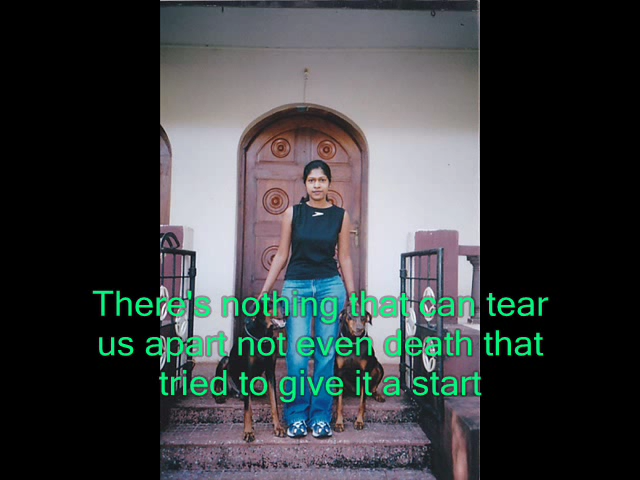 There's nothing that can tear
us apart not even death that
tried to give it a start